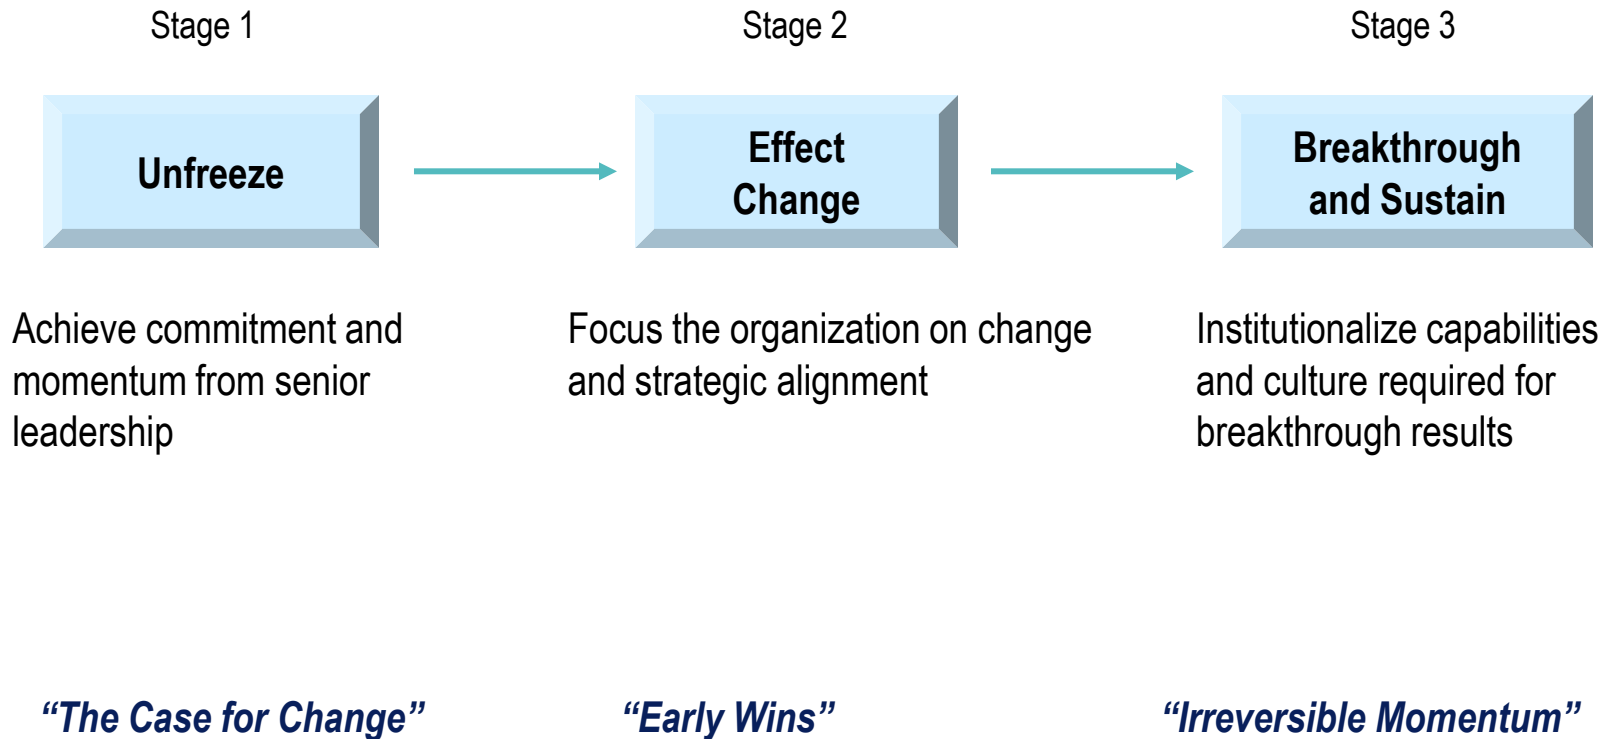 Stage 1
Stage 2
Stage 3
Unfreeze
Effect
Change
Breakthrough
and Sustain
Achieve commitment and
momentum from senior
leadership
Focus the organization on change
and strategic alignment
Institutionalize capabilities
and culture required for
breakthrough results
“The Case for Change”
“Early Wins”
“Irreversible Momentum”